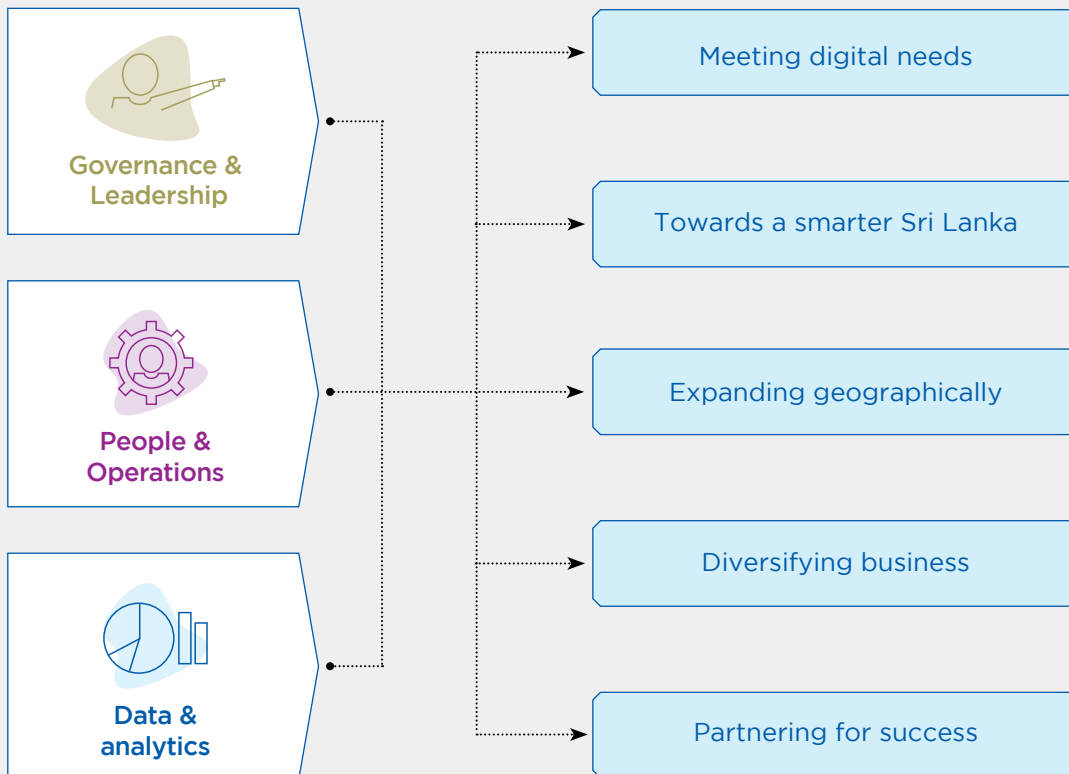 Governance &
Leadership
People &
Operations
Data &
analytics
Meeting digital needs
Towards a smarter Sri Lanka
Expanding geographically
Diversifying business
Partnering for success